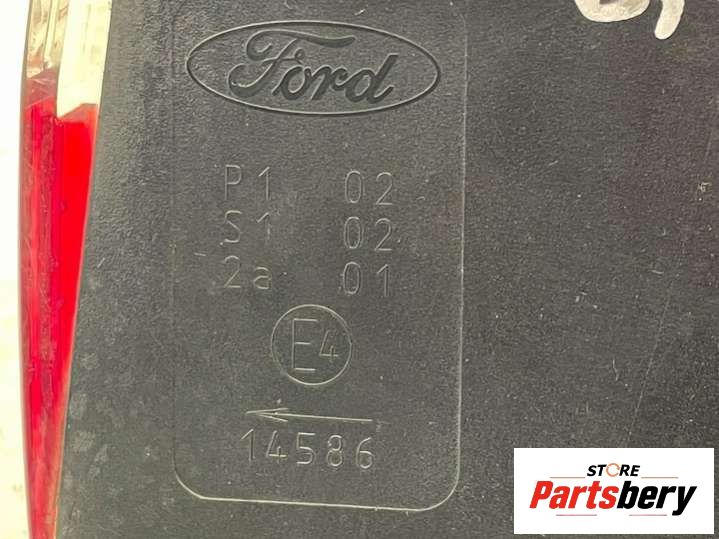 Ford
P1 02
S1 02
2a 01
E4
14586
STORE
Partsbery